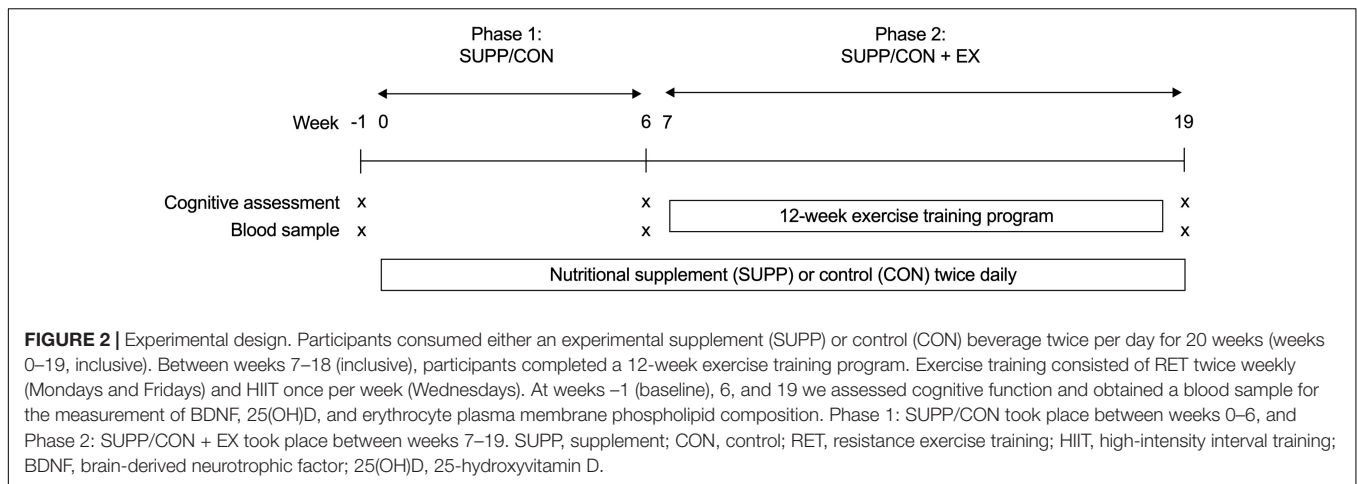 Phase 1:
SUPP/CON
Phase 2:
SUPP/CON + EX
Week -1 0 6 7 19
Cognitive assessment x x x
12-week exercise training program
Blood sample x x x
Nutritional supplement (SUPP) or control (CON) twice daily
FIGURE 2 | Experimental design. Participants consumed either an experimental supplement (SUPP) or control (CON) beverage twice per day for 20 weeks (weeks
0–19, inclusive). Between weeks 7–18 (inclusive), participants completed a 12-week exercise training program. Exercise training consisted of RET twice weekly
(Mondays and Fridays) and HIIT once per week (Wednesdays). At weeks –1 (baseline), 6, and 19 we assessed cognitive function and obtained a blood sample for
the measurement of BDNF, 25(OH)D, and erythrocyte plasma membrane phospholipid composition. Phase 1: SUPP/CON took place between weeks 0–6, and
Phase 2: SUPP/CON + EX took place between weeks 7–19. SUPP, supplement; CON, control; RET, resistance exercise training; HIIT, high-intensity interval training;
BDNF, brain-derived neurotrophic factor; 25(OH)D, 25-hydroxyvitamin D.